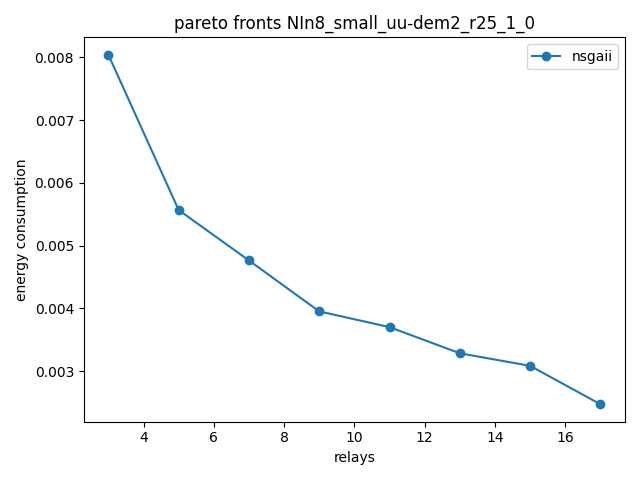 pareto fronts NIn8_small_uu-dem2_r25_1_0
nsgaii
0.008
0.007
0.006
0.005
0.004
0.003
energy consumption
4 6 8 10 12 14 16
relays